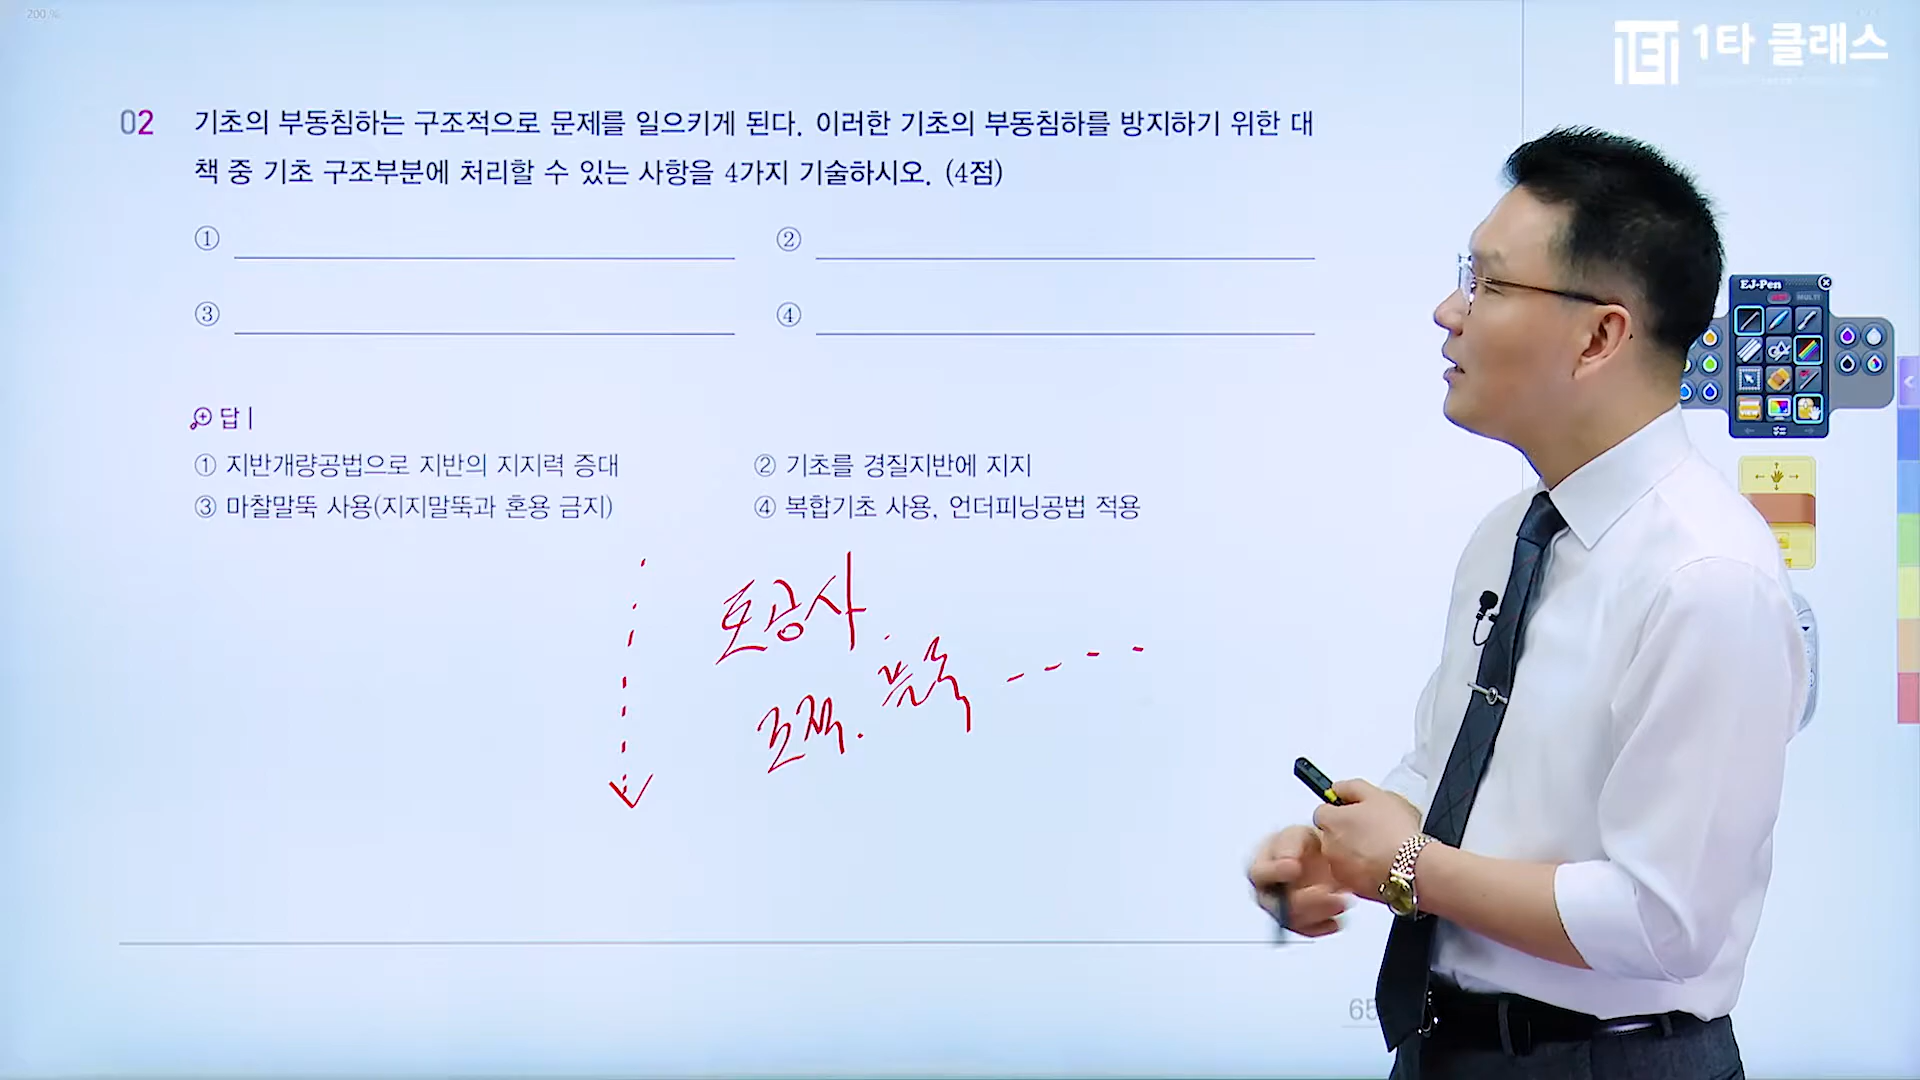 200 %
1타 클래스
02 기초의 부동침하는 구조적으로 문제를 일으키게 된다. 이러한 기초의 부동침하를 방지하기 위한 대
책 중 기초 구조부분에 처리할 수 있는 사항을 4가지 기술하시오. (4점)
① ②
③ ④
답 |
① 지반개량공법으로 지반의 지지력 증대 ② 기초를 경질지반에 지지
③ 마찰말뚝 사용(지지말뚝과 혼용 금지) ④ 복합기초 사용, 언더피닝공법 적용
토공사
조적.
EJ-Pen
MULTI
VIEW
65